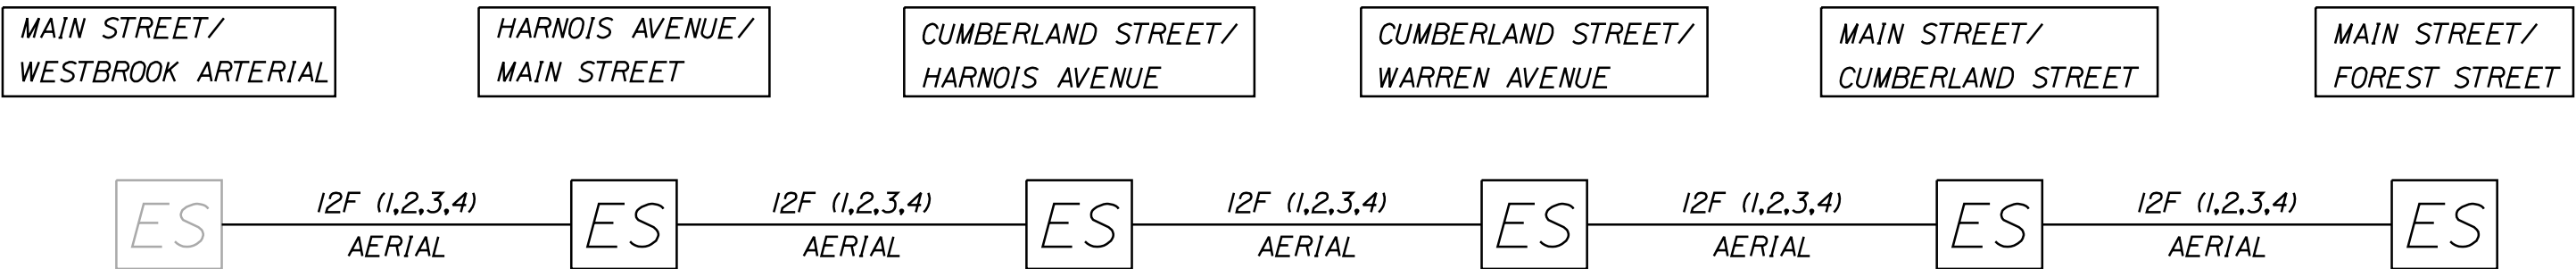 MAIN STREET/
WESTBROOK ARTERIAL
HARNOIS AVENUE/
MAIN STREET
CUMBERLAND STREET/
HARNOIS AVENUE
CUMBERLAND STREET/
WARREN AVENUE
MAIN STREET/
CUMBERLAND STREET
MAIN STREET/
FOREST STREET
ES
12F (1,2,3,4)
AERIAL
ES
12F (1,2,3,4)
AERIAL
ES
12F (1,2,3,4)
AERIAL
ES
12F (1,2,3,4)
AERIAL
ES
12F (1,2,3,4)
AERIAL
ES